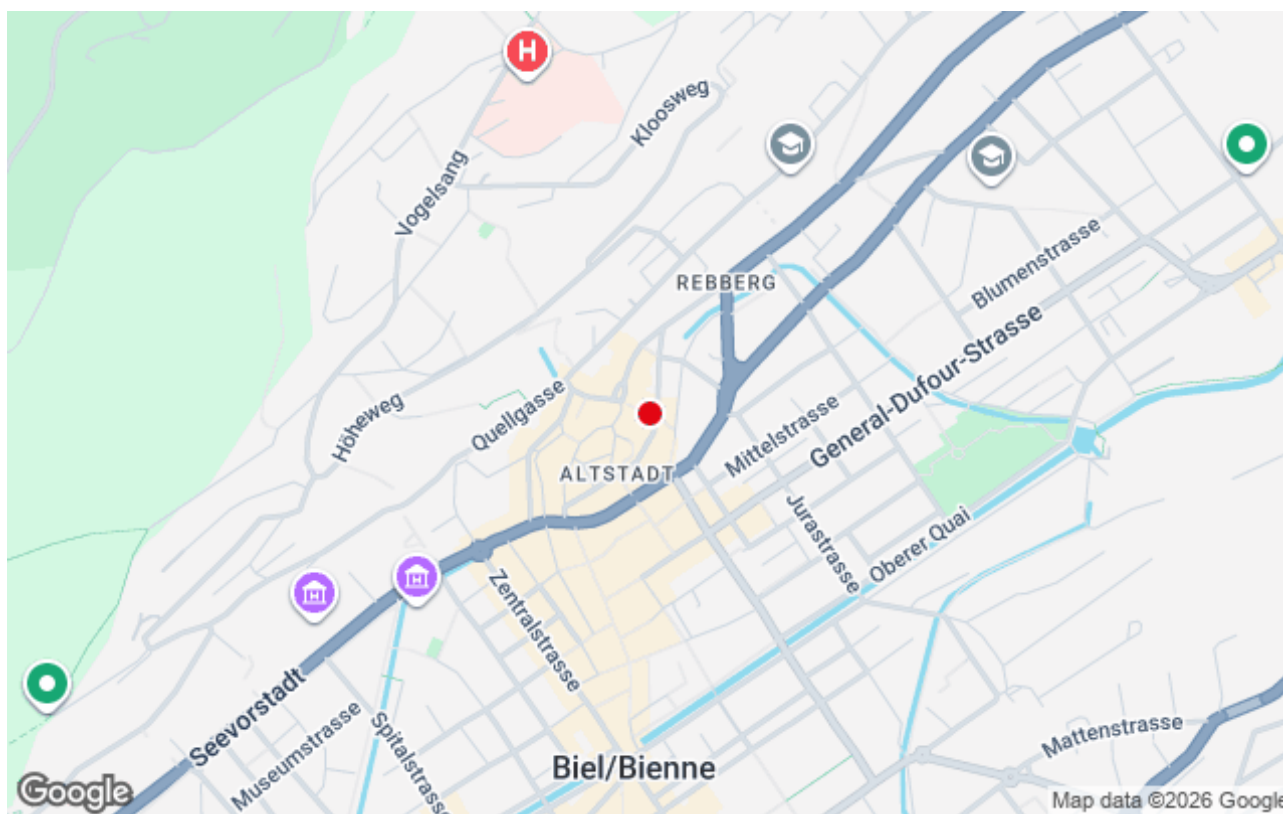 H
Kloosweg
Vogelsang
REBBERG
Blumenstrasse
General-Dufour-Strasse
Höheweg
Quellgasse
Mittelstrasse
ALTSTADT
Jurastrasse
Oberer Quai
Zentralstrasse
Seevorstadt
Museumstrasse
Spitalstrasse
Mattenstrasse
Biel/Bienne
Google
Map data ©2026 Google